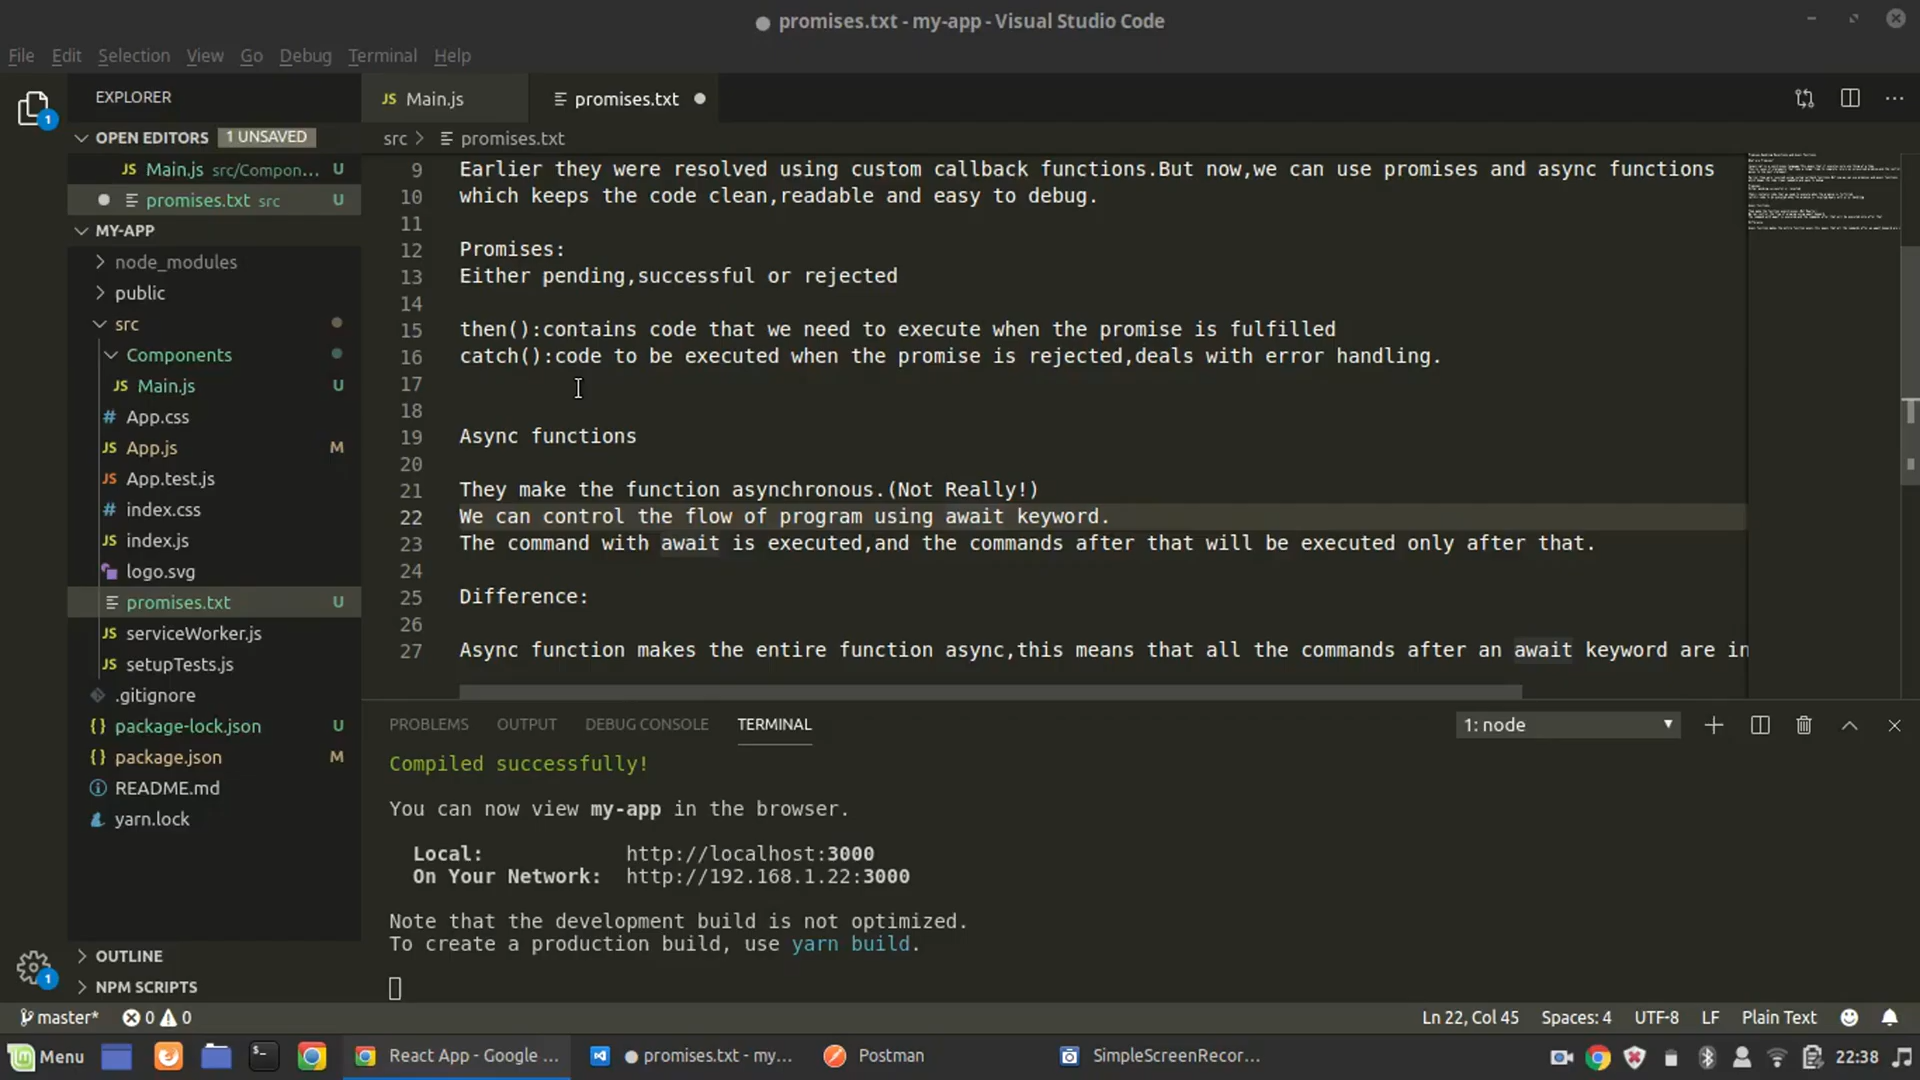 promises.txt - my-app - Visual Studio Code
File Edit Selection View Go Debug Terminal Help
EXPLORER
JS Main.js
promises.txt
OPEN EDITORS 1 UNSAVED
src > promises.txt
JS Main.js src/Compon... U
promises.txt src U
MY-APP
node_modules
public
src
Components
JS Main.js U
# App.css
JS App.js M
JS App.test.js
# index.css
JS index.js
logo.svg
promises.txt U
JS serviceWorker.js
JS setupTests.js
.gitignore
{} package-lock.json U
{} package.json M
README.md
yarn.lock
OUTLINE
NPM SCRIPTS
9 Earlier they were resolved using custom callback functions.But now,we can use promises and async functions
10 which keeps the code clean,readable and easy to debug.
11
12 Promises:
13 Either pending,successful or rejected
14
15 then():contains code that we need to execute when the promise is fulfilled
16 catch():code to be executed when the promise is rejected,deals with error handling.
17
18
19 Async functions
20
21 They make the function asynchronous.(Not Really!)
22 We can control the flow of program using await keyword.
23 The command with await is executed,and the commands after that will be executed only after that.
24
25 Difference:
26
27 Async function makes the entire function async,this means that all the commands after an await keyword are in
PROBLEMS OUTPUT DEBUG CONSOLE TERMINAL 1: node
Compiled successfully!
You can now view my-app in the browser.
Local: http://localhost:3000
On Your Network: http://192.168.1.22:3000
Note that the development build is not optimized.
To create a production build, use yarn build.
1
1
master* 0 0 Ln 22, Col 45 Spaces: 4 UTF-8 LF Plain Text
Menu React App - Google ... promises.txt - my... Postman SimpleScreenRecor... 22:38